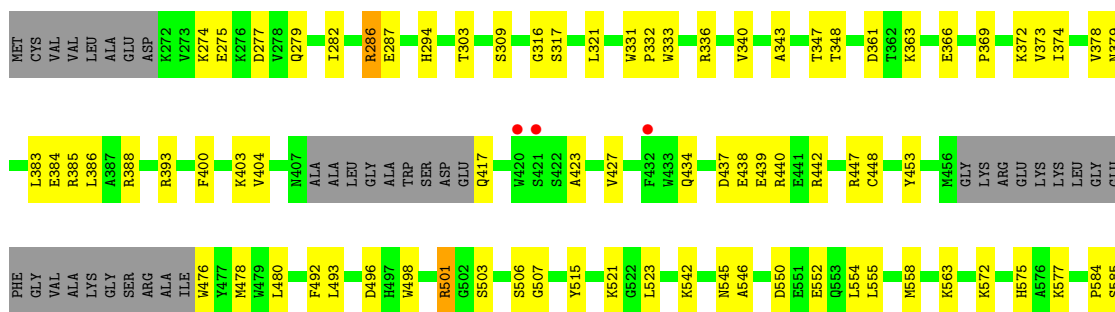 MET CYS VAL VAL LEU ALA GLU ASP K272 V273 K274 E275 K276 D277 V278 Q279 I282 R286 E287 H294 T303 S309 G316 S317 L321 W331 P332 W333 R336 V340 A343 T347 T348 D361 T362 K363 E366 P369 K372 V373 I374 V378 N379
L383 E384 R385 L386 A387 R388 R393 F400 K403 V404 N407 ALA ALA LEU GLY ALA TRP SER ASP GLU Q417 W420 S421 S422 A423 V427 F432 W433 Q434 D437 E438 E439 R440 E441 R442 R447 C448 Y453 M456 GLY LYS ARG GLU LYS LYS LEU GLY GLU
PHE GLY VAL ALA LYS GLY SER ARG ALA ILE W476 Y477 M478 W479 L480 F492 L493 D496 H497 W498 R501 G502 S503 S506 G507 Y515 K521 G522 L523 K542 N545 A546 D550 E551 E552 Q553 L554 L555 M558 K563 K572 H575 A576 K577 P584 S585